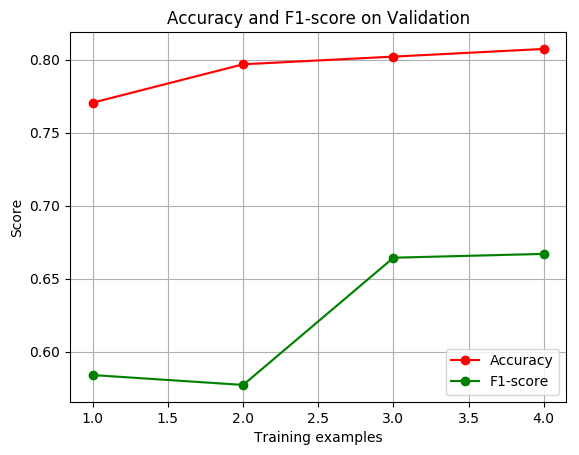 Accuracy and F1-score on Validation
0.80
0.75
0.70
0.65
0.60
Score
1.0 1.5 2.0 2.5 3.0 3.5 4.0
Training examples
Accuracy
F1-score